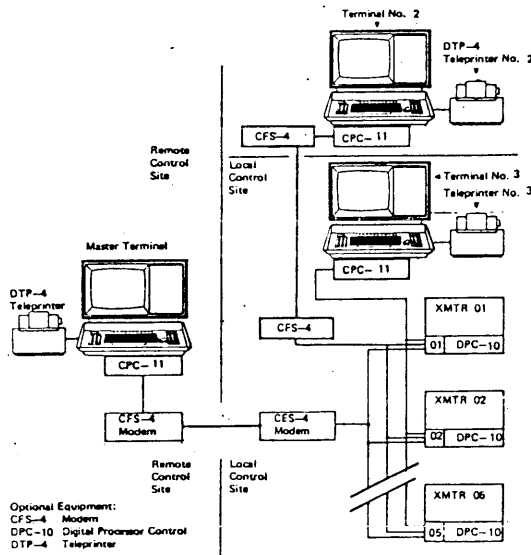 Terminal No. 2
DTP-4
Teleprinter No. 2
CFS-4
CPC-11
Remote
Control
Site
Local
Control
Site
Terminal No. 3
Teleprinter No. 3
CPC-11
Master Terminal
DTP-4
Teleprinter
CPC-11
CFS-4
XMTR 01
01 DPC-10
CFS-4
Modem
CES-4
Modem
XMTR 02
02 DPC-10
Remote
Control
Site
Local
Control
Site
XMTR 05
05 DPC-10
Optional Equipment:
CFS-4 Modem
DPC-10 Digital Processor Control
DTP-4 Teleprinter